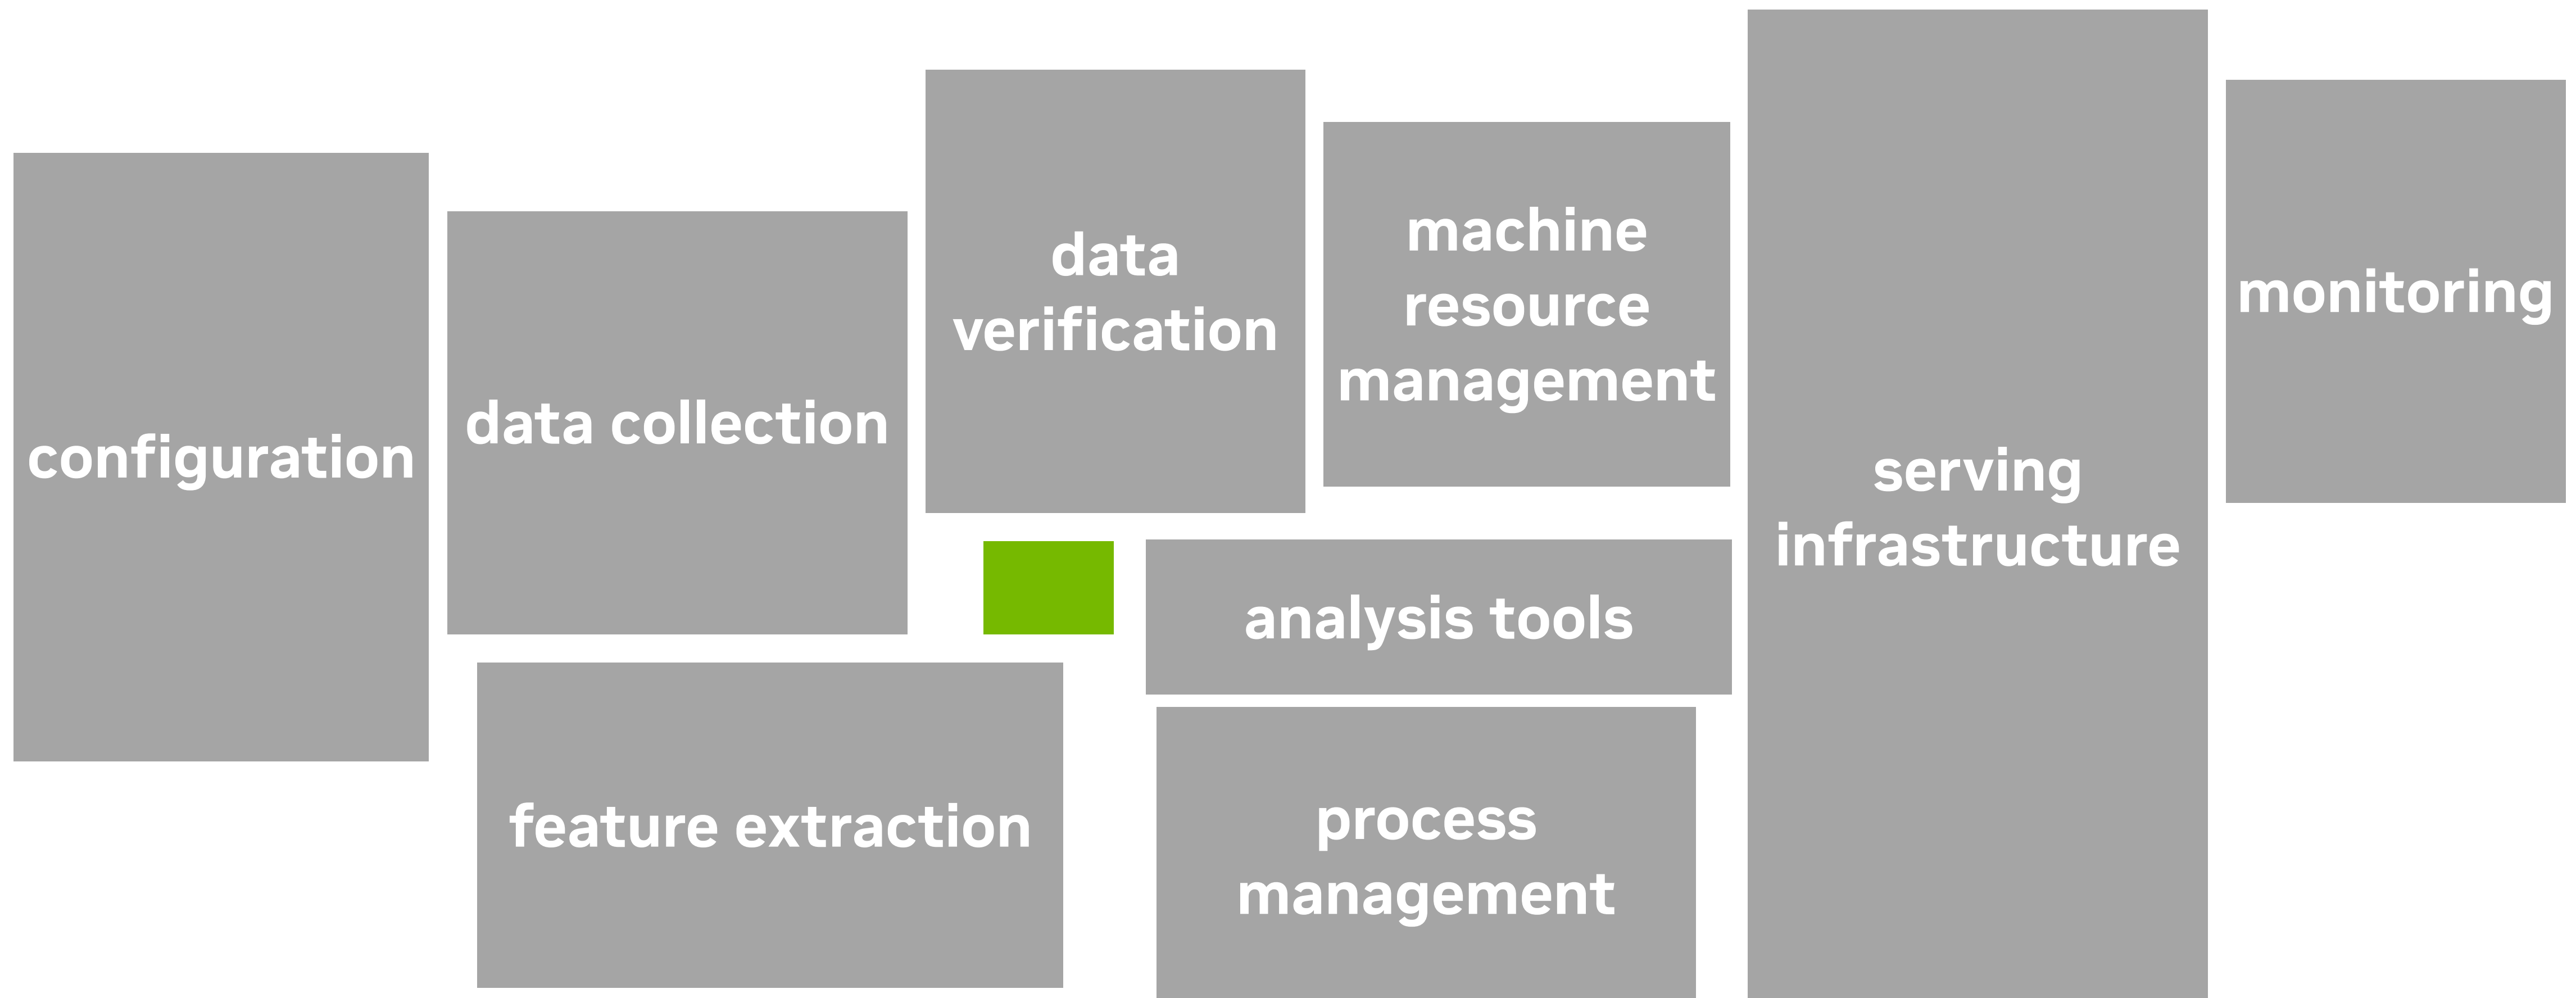 configuration
data collection
data
verification
machine
resource
management
serving
infrastructure
monitoring
analysis tools
feature extraction
process
management